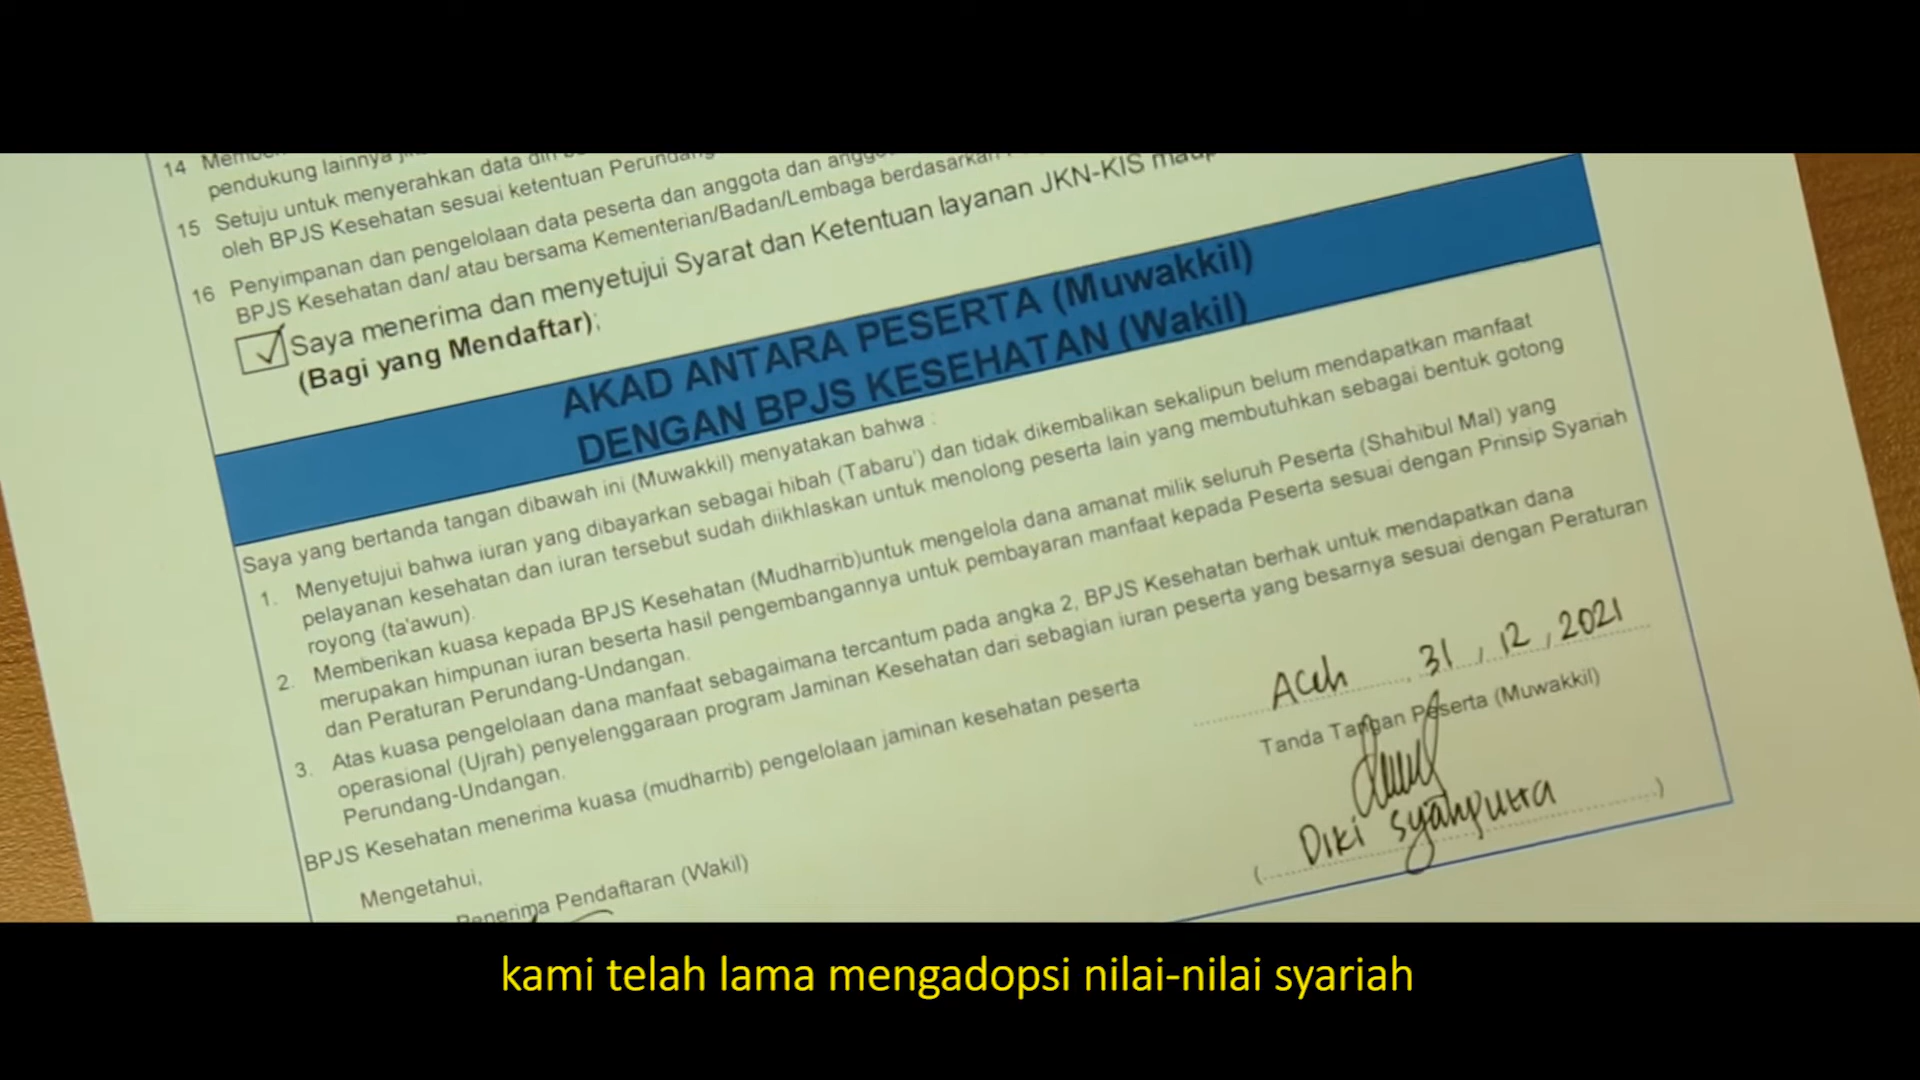 14
pendukung lainnya
15 Setuju untuk menyerahkan data diri
oleh BPJS Kesehatan sesuai ketentuan
16 Penyimpanan dan pengelolaan data peserta dan anggota dan
BPJS Kesehatan dan/ atau bersama Kementerian/Badan/Lembaga berdasarkan
Saya menerima dan menyetujui Syarat dan Ketentuan layanan JKN-KIS
(Bagi yang Mendaftar);
AKAD ANTARA PESERTA (Muwakkil)
DENGAN BPJS KESEHATAN (Wakil)
Saya yang bertanda tangan dibawah ini (Muwakkil) menyatakan bahwa :
1. Menyetujui bahwa iuran yang dibayarkan sebagai hibah (Tabaru') dan tidak dikembalikan sekalipun belum mendapatkan manfaat
pelayanan kesehatan dan iuran tersebut sudah diikhlaskan untuk menolong peserta lain yang membutuhkan sebagai bentuk gotong
royong (ta'awun).
2. Memberikan kuasa kepada BPJS Kesehatan (Mudharrib)untuk mengelola dana amanat milik seluruh Peserta (Shahibul Mal) yang
merupakan himpunan iuran beserta hasil pengembangannya untuk pembayaran manfaat kepada Peserta sesuai dengan Prinsip Syariah
dan Peraturan Perundang-Undangan.
3. Atas kuasa pengelolaan dana manfaat sebagaimana tercantum pada angka 2, BPJS Kesehatan berhak untuk mendapatkan dana
operasional (Ujrah) penyelenggaraan program Jaminan Kesehatan dari sebagian iuran peserta yang besarnya sesuai dengan Peraturan
Perundang-Undangan.
BPJS Kesehatan menerima kuasa (mudharrib) pengelolaan jaminan kesehatan peserta
Aceh, 31, 12, 2021
Tanda Tangan Peserta (Muwakkil)
(Diki Syahputra)
Mengetahui,
Penerima Pendaftaran (Wakil)
kami telah lama mengadopsi nilai-nilai syariah